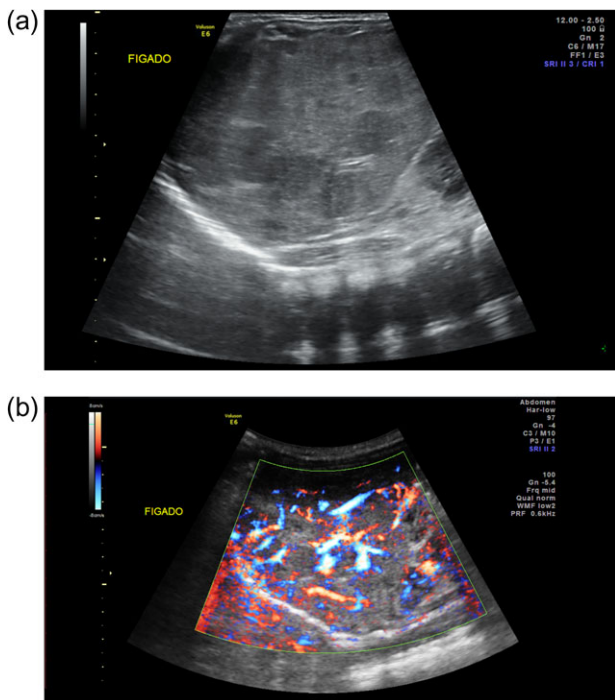 (a)
Voluson
E6
FIGADO
12.00 - 2.50
Gn 2
C6 / M17
FF1 / E3
SRI II 3 / CRI 1
(b)
Voluson
E6
FIGADO
Abdomen
Har-low
97
Gn -4
C3 / M10
P3 / E1
SRI II 2
100
Gn -5.4
Frq mid
Qual norm
WMF low2
PRF 0.6kHz